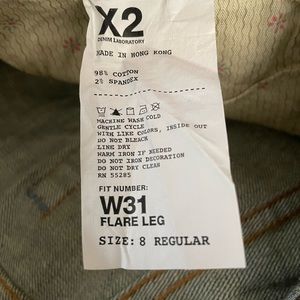 X2
DENIM LABORATORY
MADE IN HONG KONG
98% COTTON
2% SPANDEX
MACHINE WASH COLD
GENTLE CYCLE
WITH LIKE COLORS, INSIDE OUT
DO NOT BLEACH
LINE DRY
WARM IRON IF NEEDED
DO NOT IRON DECORATION
DO NOT DRY CLEAN
RN 55285
FIT NUMBER:
W31
FLARE LEG
SIZE: 8 REGULAR